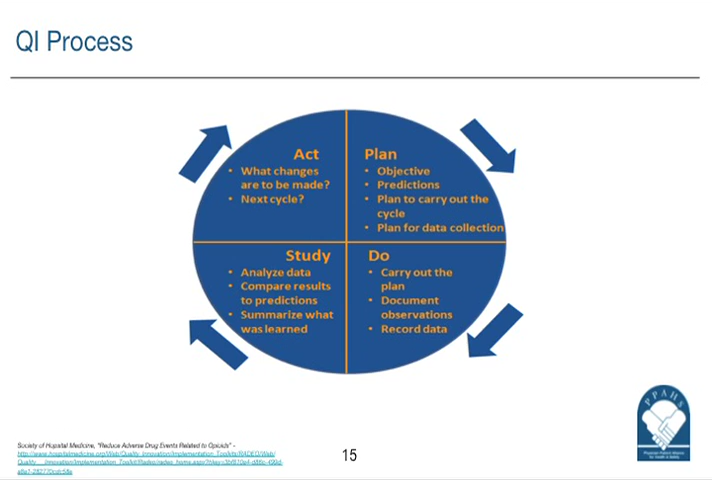 QI Process
Act
• What changes
are to be made?
• Next cycle?
Plan
• Objective
• Predictions
• Plan to carry out the
cycle
• Plan for data collection
Study
• Analyze data
• Compare results
to predictions
• Summarize what
was learned
Do
• Carry out the
plan
• Document
observations
• Record data
Society of Hospital Medicine, "Reduce Adverse Drug Events Related to Opioids" -
15
PPAHS